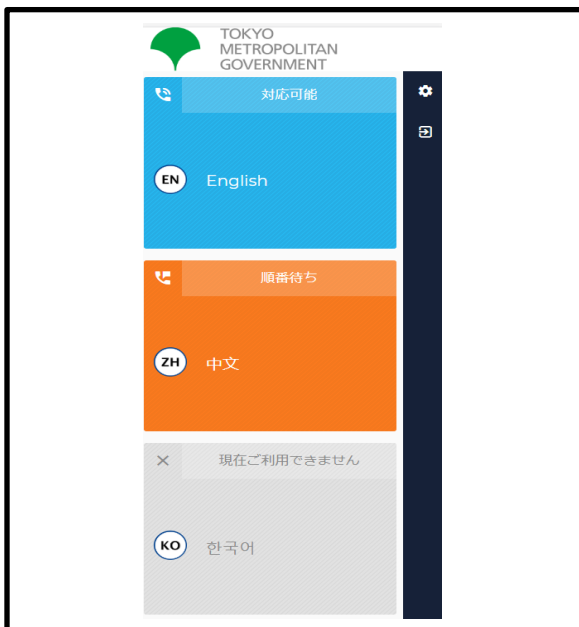 TOKYO
METROPOLITAN
GOVERNMENT
対応可能
EN English
順番待ち
ZH 中文
現在ご利用できません
KO 한국어